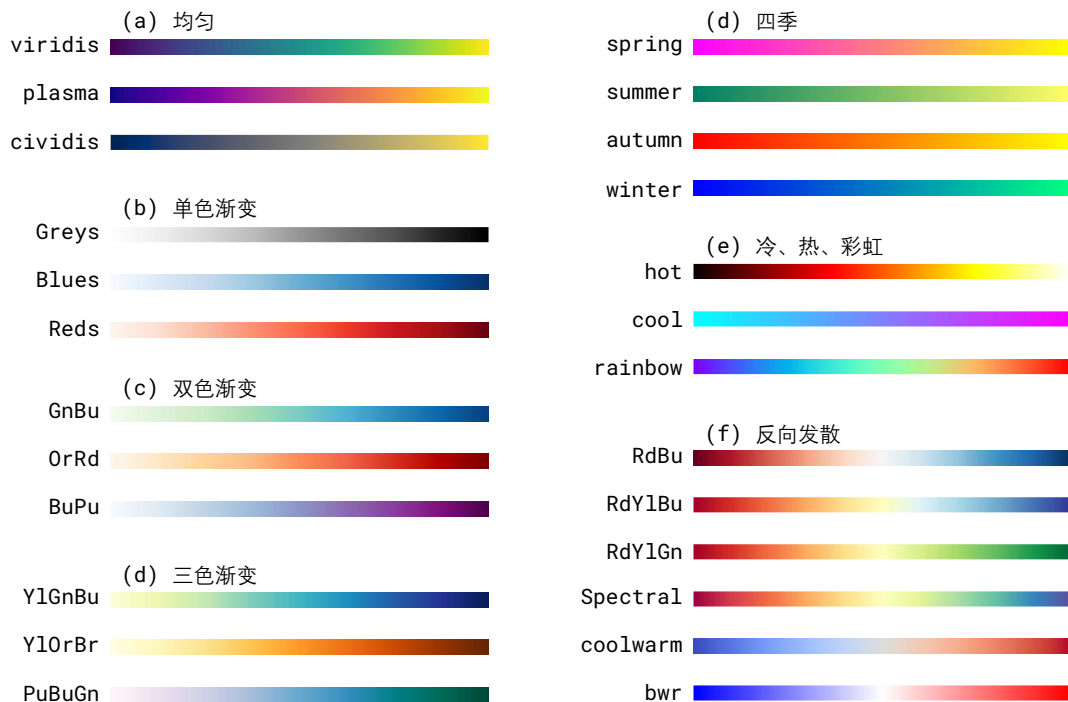 (a) 均匀
viridis
plasma
cividis
(b) 单色渐变
Greys
Blues
Reds
(c) 双色渐变
GnBu
OrRd
BuPu
(d) 三色渐变
YlGnBu
YlOrBr
PuBuGn
(d) 四季
spring
summer
autumn
winter
(e) 冷、热、彩虹
hot
cool
rainbow
(f) 反向发散
RdBu
RdYlBu
RdYlGn
Spectral
coolwarm
bwr